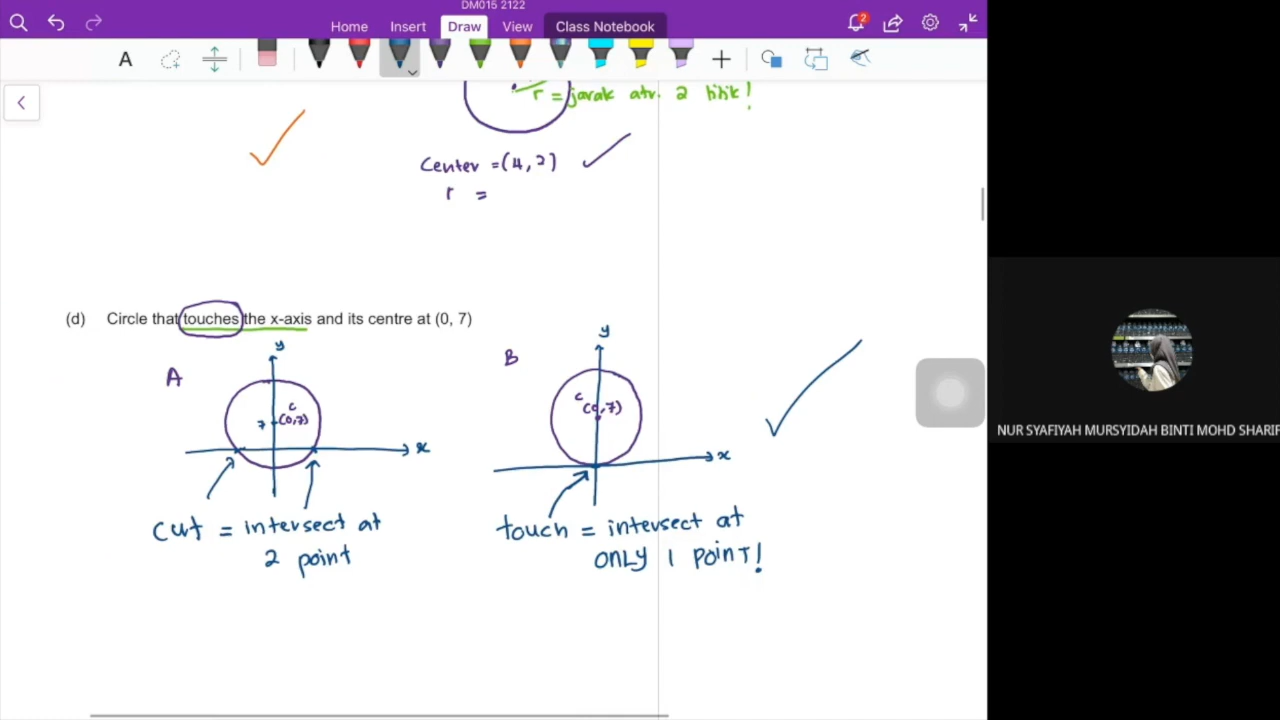 DM015 2122
Home Insert Draw View Class Notebook
2
A
r = jarak atr. 2 titik!
Center = (4, 2)
r =
(d) Circle that touches the x-axis and its centre at (0, 7)
A
y
C
7 (0,7)
x
cut = intersect at
2 point
B
y
C
(0,7)
x
touch = intersect at
ONLY 1 POINT!
NUR SYAFIYAH MURSYIDAH BINTI MOHD SHARIF